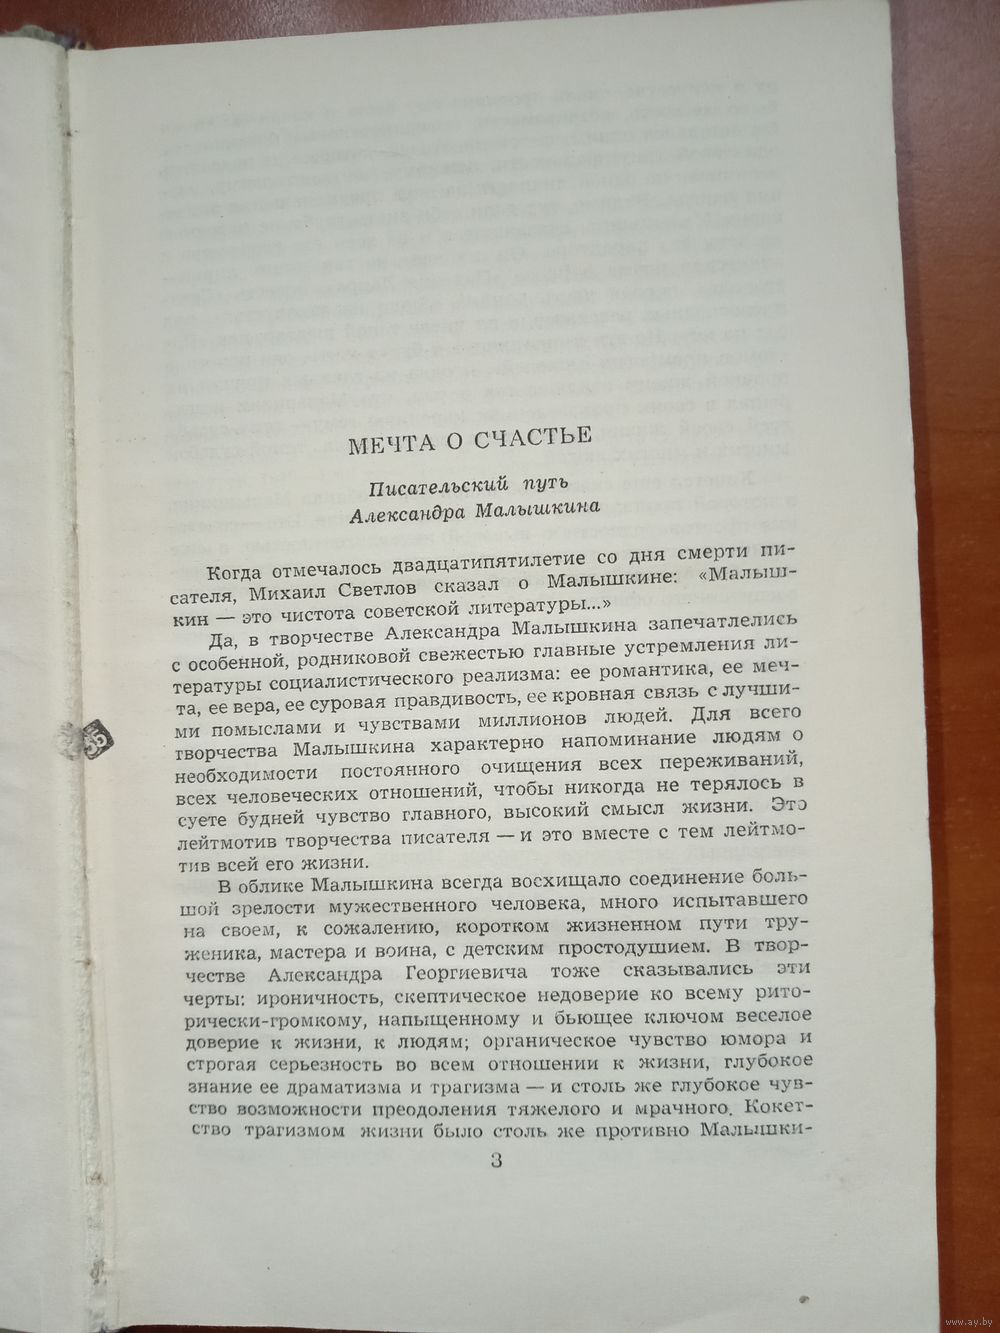 МЕЧТА О СЧАСТЬЕ
Писательский путь
Александра Малышкина
Когда отмечалось двадцатипятилетие со дня смерти пи-
сателя, Михаил Светлов сказал о Малышкине: «Малыш-
кин — это чистота советской литературы...»
Да, в творчестве Александра Малышкина запечатлелись
с особенной, родниковой свежестью главные устремления ли-
тературы социалистического реализма: ее романтика, ее меч-
та, ее вера, ее суровая правдивость, ее кровная связь с лучши-
ми помыслами и чувствами миллионов людей. Для всего
творчества Малышкина характерно напоминание людям о
необходимости постоянного очищения всех переживаний,
всех человеческих отношений, чтобы никогда не терялось в
суете будней чувство главного, высокий смысл жизни. Это
лейтмотив творчества писателя — и это вместе с тем лейтмо-
тив всей его жизни.
В облике Малышкина всегда восхищало соединение боль-
шой зрелости мужественного человека, много испытавшего
на своем, к сожалению, коротком жизненном пути тру-
женика, мастера и воина, с детским простодушием. В твор-
честве Александра Георгиевича тоже сказывались эти
черты: ироничность, скептическое недоверие ко всему рито-
рически-громкому, напыщенному и бьющее ключом веселое
доверие к жизни, к людям; органическое чувство юмора и
строгая серьезность во всем отношении к жизни, глубокое
знание ее драматизма и трагизма — и столь же глубокое чув-
ство возможности преодоления тяжелого и мрачного. Кокет-
ство трагизмом жизни было столь же противно Малышки-
3
www.ay.by